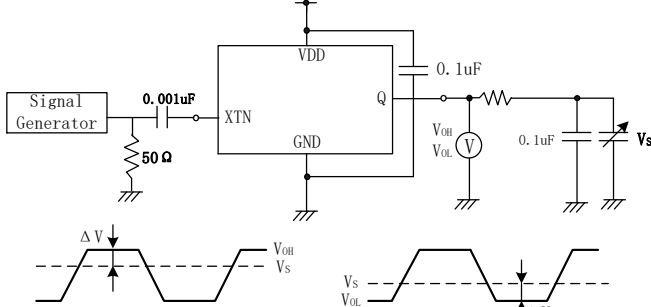 VDD
0.1uF
Signal
Generator
0.001uF
XTN
Q
50Ω
GND
VOH
VOL
V
0.1uF
Vs
ΔV
VOH
VS
VS
VOL